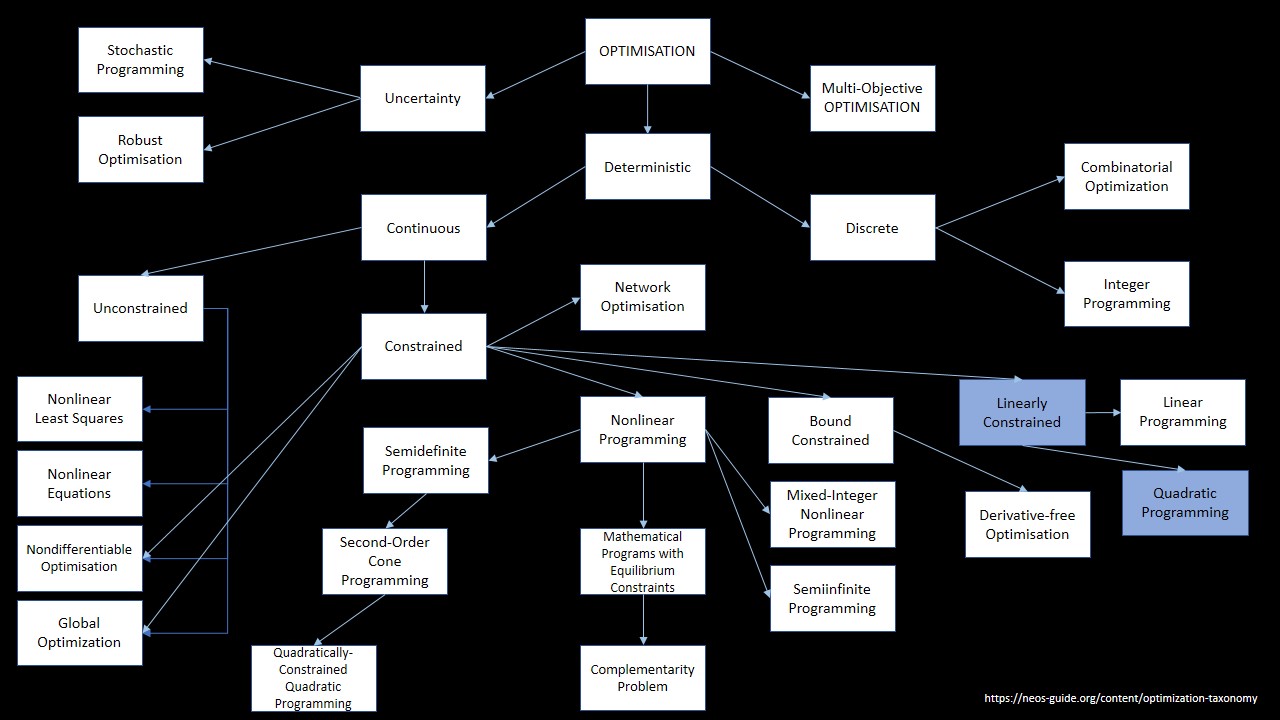 OPTIMISATION
Stochastic
Programming
Uncertainty
Multi-Objective
OPTIMISATION
Robust
Optimisation
Deterministic
Combinatorial
Optimization
Continuous
Discrete
Integer
Programming
Unconstrained
Network
Optimisation
Constrained
Nonlinear
Least Squares
Nonlinear
Equations
Nondifferentiable
Optimisation
Global
Optimization
Semidefinite
Programming
Second-Order
Cone
Programming
Quadratically-
Constrained
Quadratic
Programming
Nonlinear
Programming
Mathematical
Programs with
Equilibrium
Constraints
Complementarity
Problem
Bound
Constrained
Mixed-Integer
Nonlinear
Programming
Semiinfinite
Programming
Linearly
Constrained
Linear
Programming
Derivative-free
Optimisation
Quadratic
Programming
https://neos-guide.org/content/optimization-taxonomy